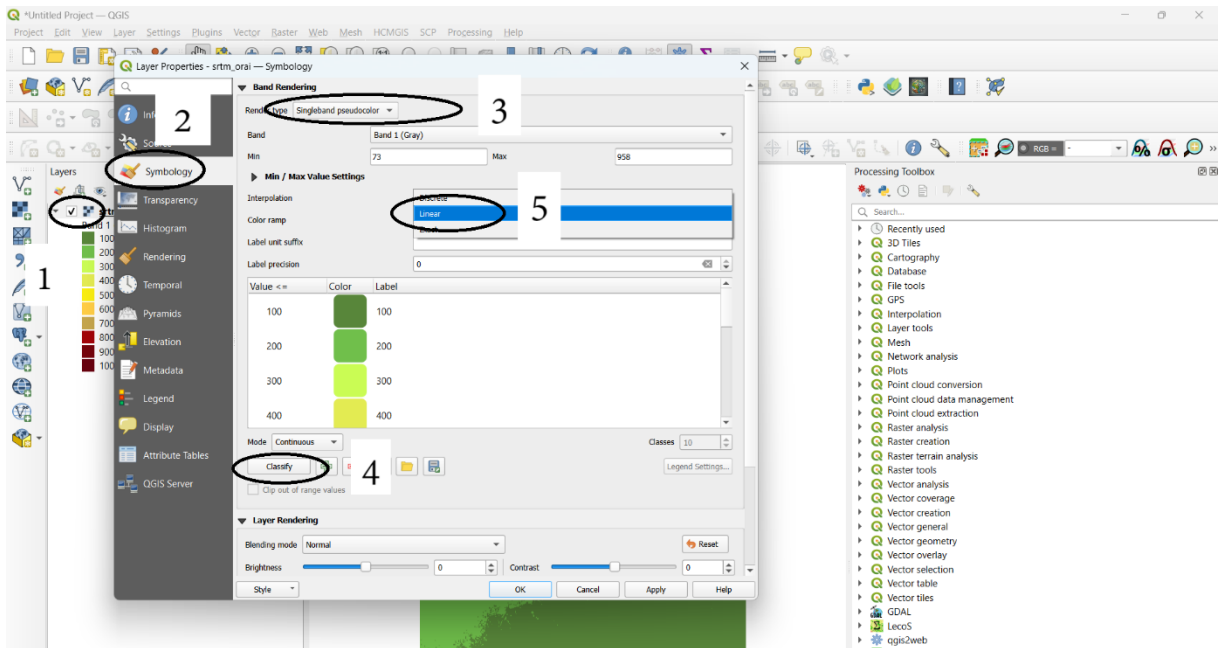 *Untitled Project — QGIS
Project Edit View Layer Settings Plugins Vector Raster Web Mesh HCMGIS SCP Processing Help
Layer Properties - srtm_orai — Symbology
Symbology
Transparency
Histogram
Rendering
Temporal
Pyramids
Elevation
Metadata
Legend
Display
Attribute Tables
QGIS Server
Band Rendering
Render type Singleband pseudocolor
Band Band 1 (Gray)
Min 73 Max 958
Min / Max Value Settings
Interpolation Discrete
Linear
Color ramp
Label unit suffix
Label precision 0
Value <= Color Label
100 100
200 200
300 300
400 400
Mode Continuous Classes 10
Classify Legend Settings...
Clip out of range values
Layer Rendering
Blending mode Normal Reset
Brightness 0 Contrast 0
Style OK Cancel Apply Help
1
2
3
4
5
Layers
Band 1
100
200
300
400
500
600
700
800
900
100
RGB = -
Processing Toolbox
Search...
Recently used
3D Tiles
Cartography
Database
File tools
GPS
Interpolation
Layer tools
Mesh
Network analysis
Plots
Point cloud conversion
Point cloud data management
Point cloud extraction
Raster analysis
Raster creation
Raster terrain analysis
Raster tools
Vector analysis
Vector coverage
Vector creation
Vector general
Vector geometry
Vector overlay
Vector selection
Vector table
Vector tiles
GDAL
LecoS
qgis2web